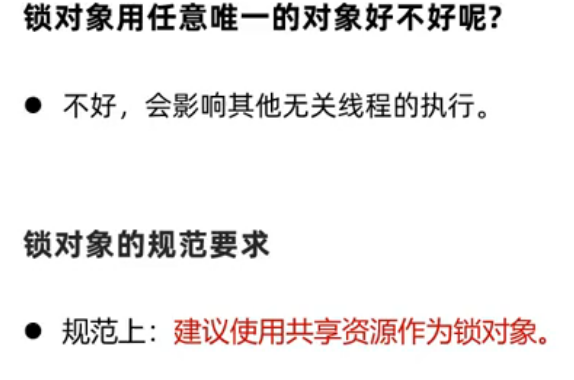 锁对象用任意唯一的对象好不好呢?
● 不好，会影响其他无关线程的执行。
锁对象的规范要求
● 规范上：建议使用共享资源作为锁对象。